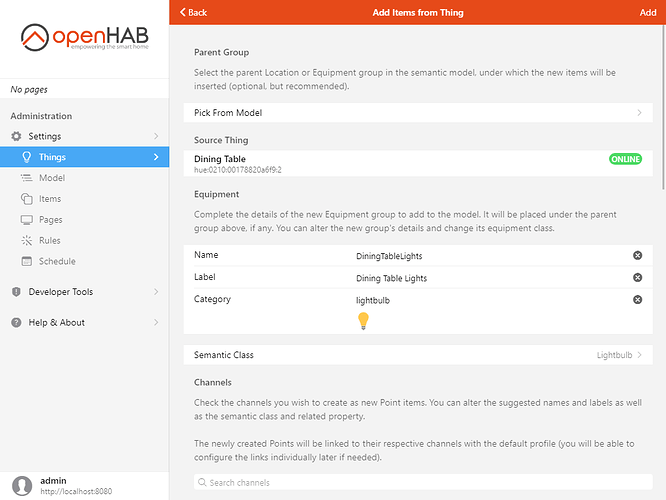 openHAB
empowering the smart home
No pages
Administration
Settings
Things
Model
Items
Pages
Rules
Schedule
Developer Tools
Help & About
admin
http://localhost:8080
Back
Add Items from Thing
Add
Parent Group
Select the parent Location or Equipment group in the semantic model, under which the new items will be
inserted (optional, but recommended).
Pick From Model
Source Thing
Dining Table
ONLINE
hue:0210:00178820a6f9:2
Equipment
Complete the details of the new Equipment group to add to the model. It will be placed under the parent
group above, if any. You can alter the new group's details and change its equipment class.
Name DiningTableLights
Label Dining Table Lights
Category lightbulb
Semantic Class Lightbulb
Channels
Check the channels you wish to create as new Point items. You can alter the suggested names and labels as well
as the semantic class and related property.
The newly created Points will be linked to their respective channels with the default profile (you will be able to
configure the links individually later if needed).
Search channels